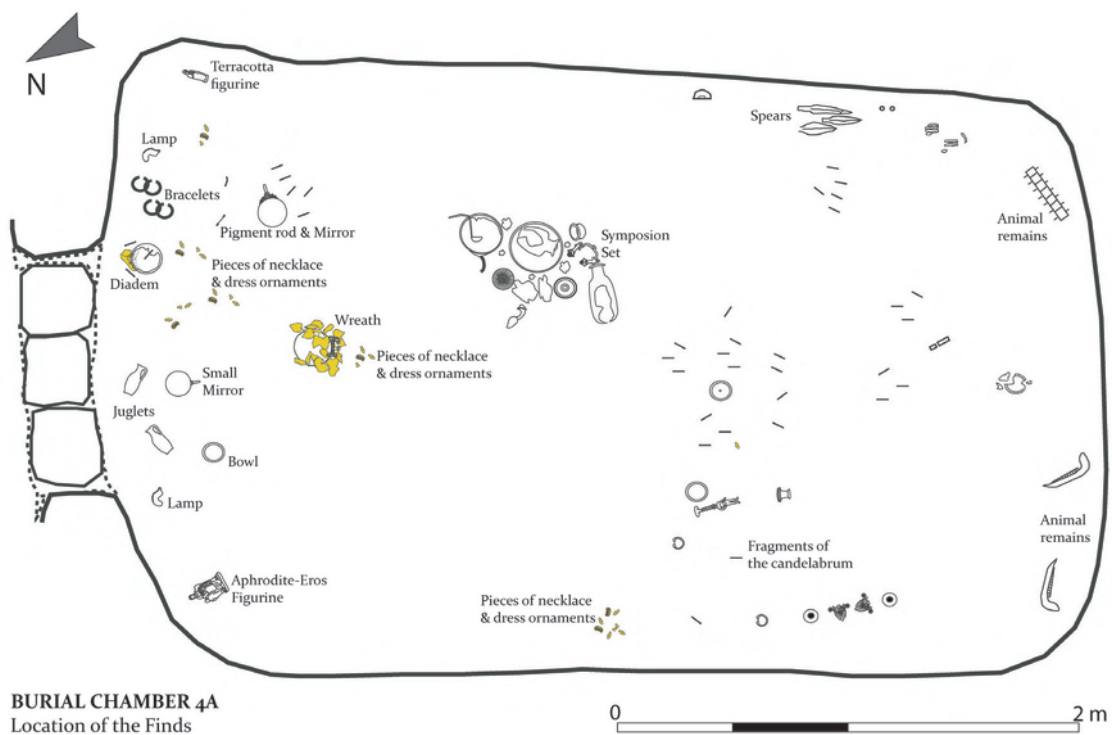 N
Terracotta
figurine
Lamp
Bracelets
Pigment rod & Mirror
Diadem
Pieces of necklace
& dress ornaments
Wreath
Pieces of necklace
& dress ornaments
Small
Mirror
Juglets
Bowl
Lamp
Aphrodite-Eros
Figurine
Symposion
Set
Spears
Animal
remains
Animal
remains
Fragments of
the candelabrum
Pieces of necklace
& dress ornaments
BURIAL CHAMBER 4A
Location of the Finds
0
2 m